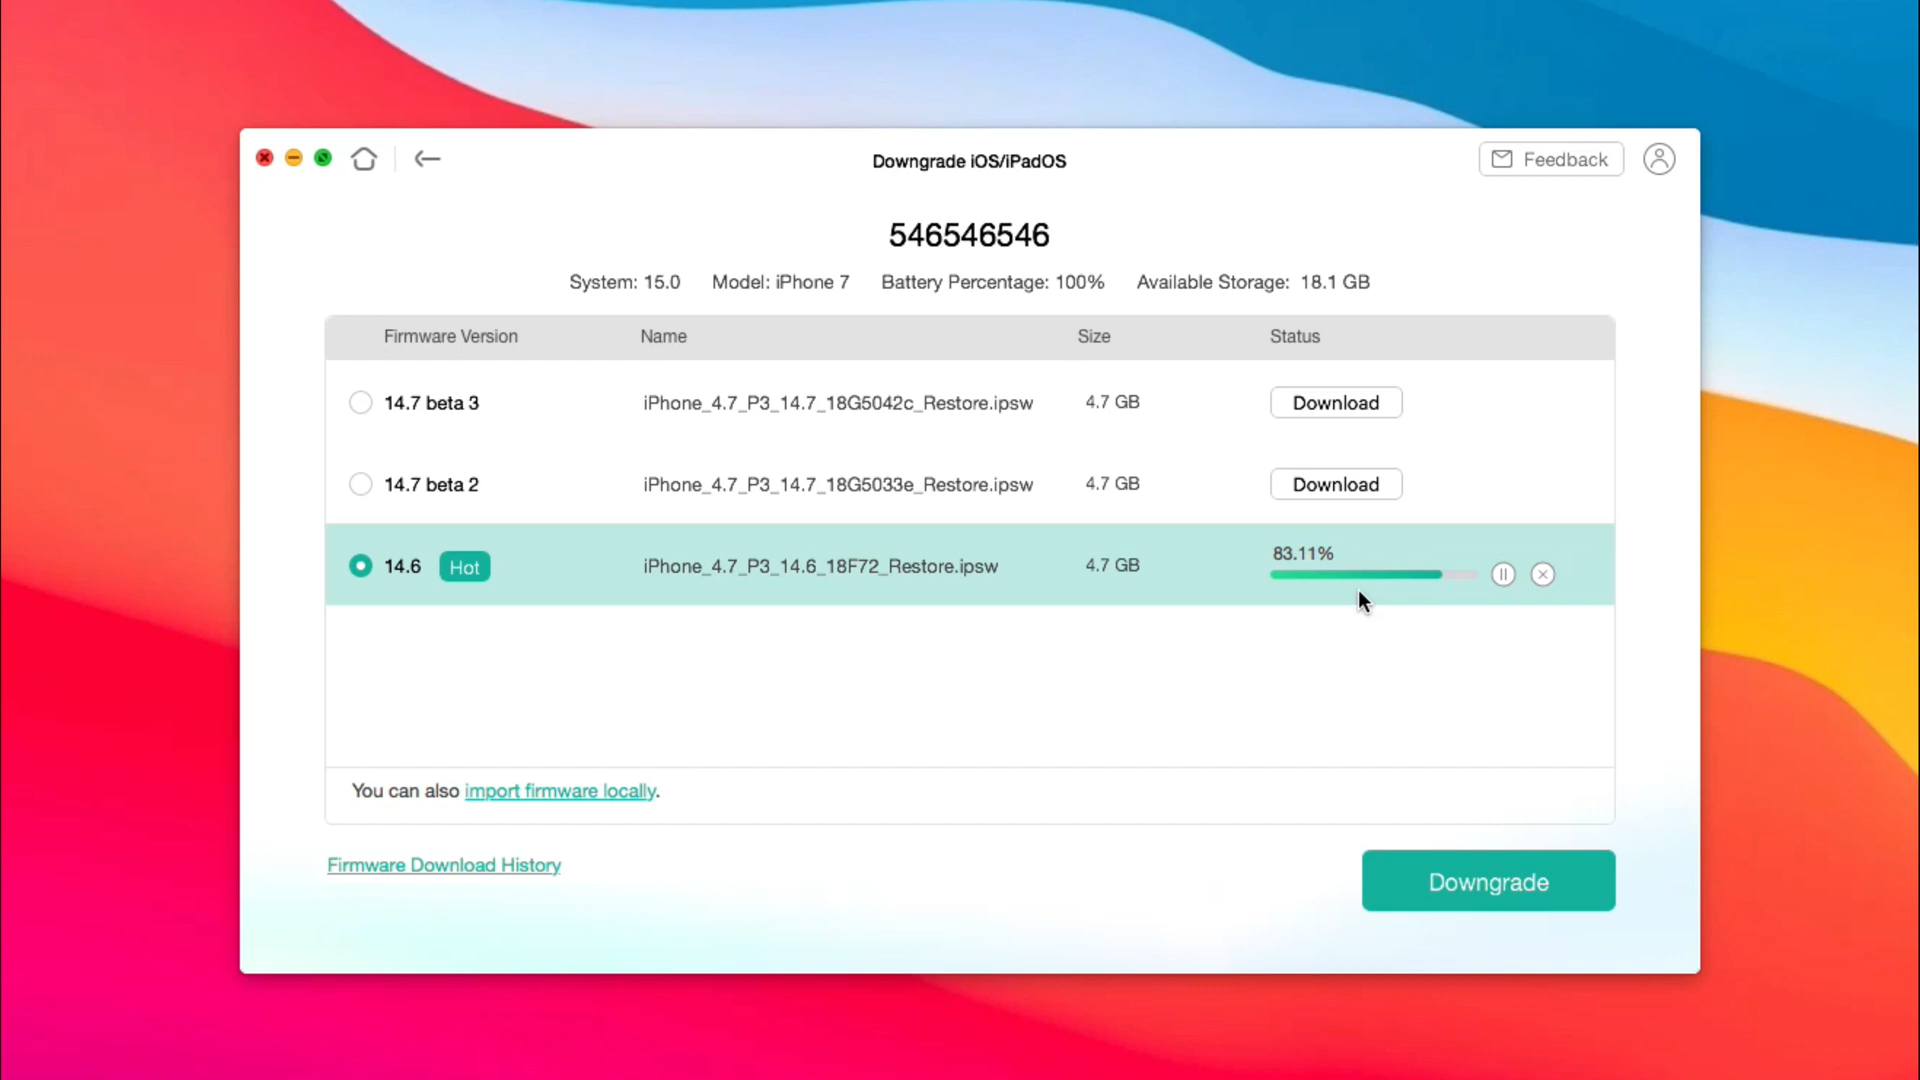 Downgrade iOS/iPadOS
Feedback
546546546
System: 15.0 Model: iPhone 7 Battery Percentage: 100% Available Storage: 18.1 GB
Firmware Version Name Size Status
14.7 beta 3 iPhone_4.7_P3_14.7_18G5042c_Restore.ipsw 4.7 GB Download
14.7 beta 2 iPhone_4.7_P3_14.7_18G5033e_Restore.ipsw 4.7 GB Download
14.6 Hot iPhone_4.7_P3_14.6_18F72_Restore.ipsw 4.7 GB 83.11%
You can also import firmware locally.
Firmware Download History
Downgrade